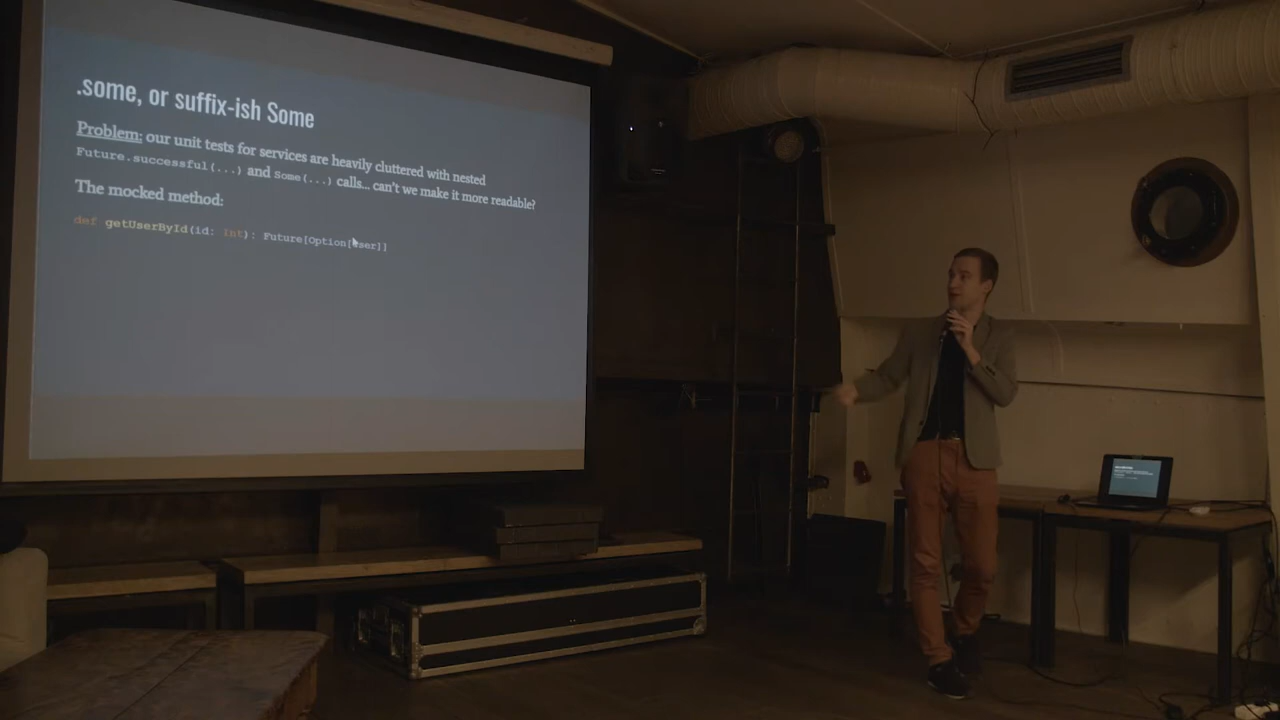 .some, or suffix-ish Some
Problem: our unit tests for services are heavily cluttered with nested
Future.successful(...) and Some(...) calls... can't we make it more readable?
The mocked method:
def getUserById(id: int): Future[Option[User]]